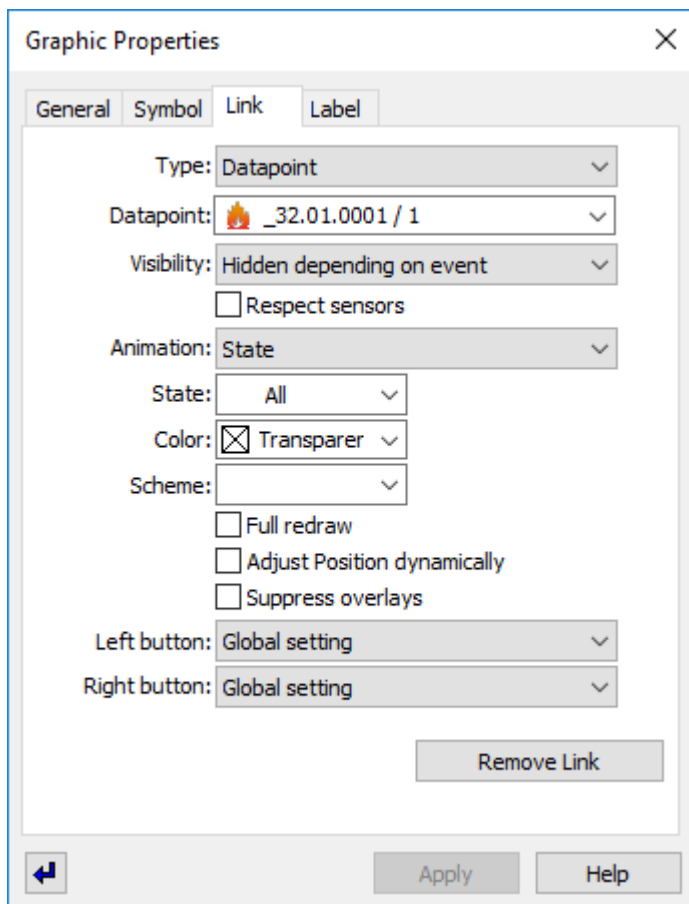 Graphic Properties
General Symbol Link Label
Type: Datapoint
Datapoint: _32.01.0001 / 1
Visibility: Hidden depending on event
Respect sensors
Animation: State
State: All
Color: Transparer
Scheme:
Full redraw
Adjust Position dynamically
Suppress overlays
Left button: Global setting
Right button: Global setting
Remove Link
Apply Help